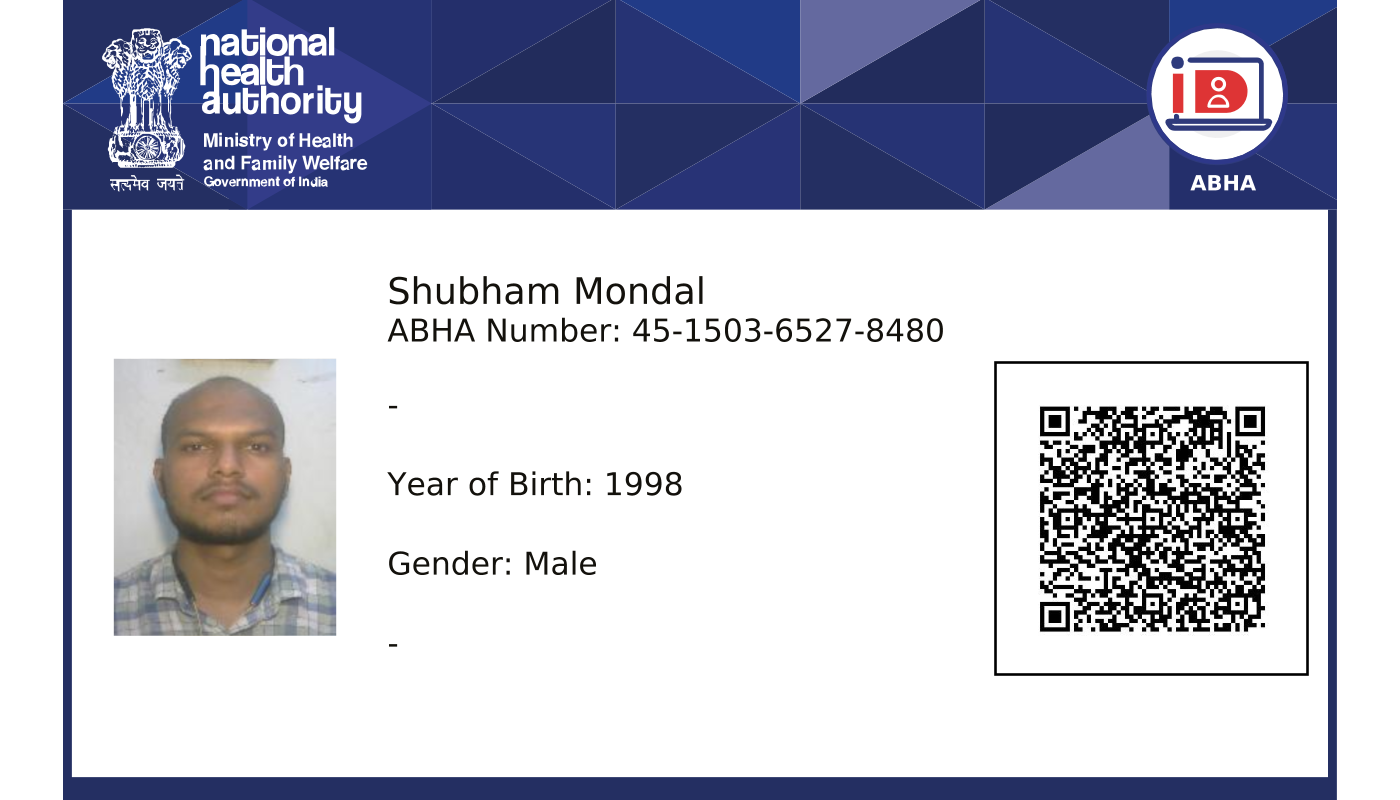 national
health
authority
Ministry of Health
and Family Welfare
Government of India
सत्यमेव जयते
ABHA
Shubham Mondal
ABHA Number: 45-1503-6527-8480
-
Year of Birth: 1998
Gender: Male
-